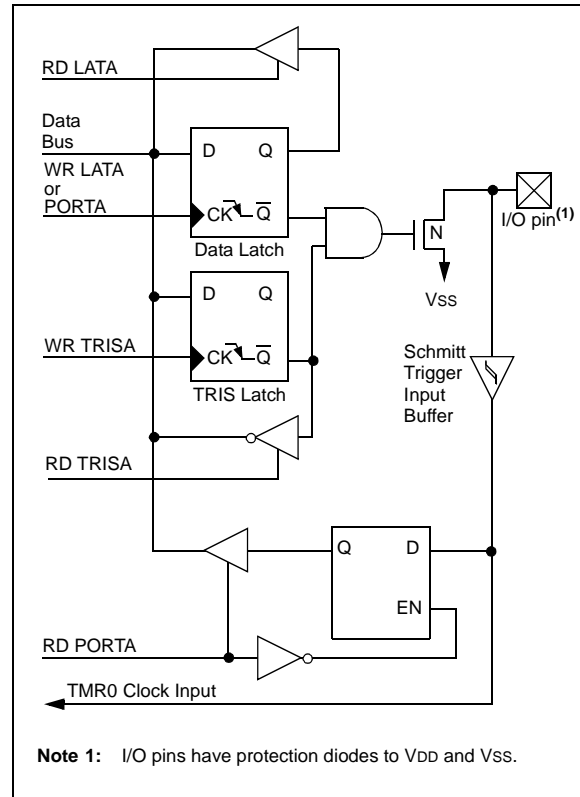 RD LATA
Data
Bus
D Q
WR LATA
or
PORTA
CK Q̅
Data Latch
N
I/O pin(1)
VSS
D Q
WR TRISA
CK Q̅
TRIS Latch
Schmitt
Trigger
Input
Buffer
RD TRISA
Q D
EN
RD PORTA
TMR0 Clock Input
Note 1: I/O pins have protection diodes to VDD and VSS.